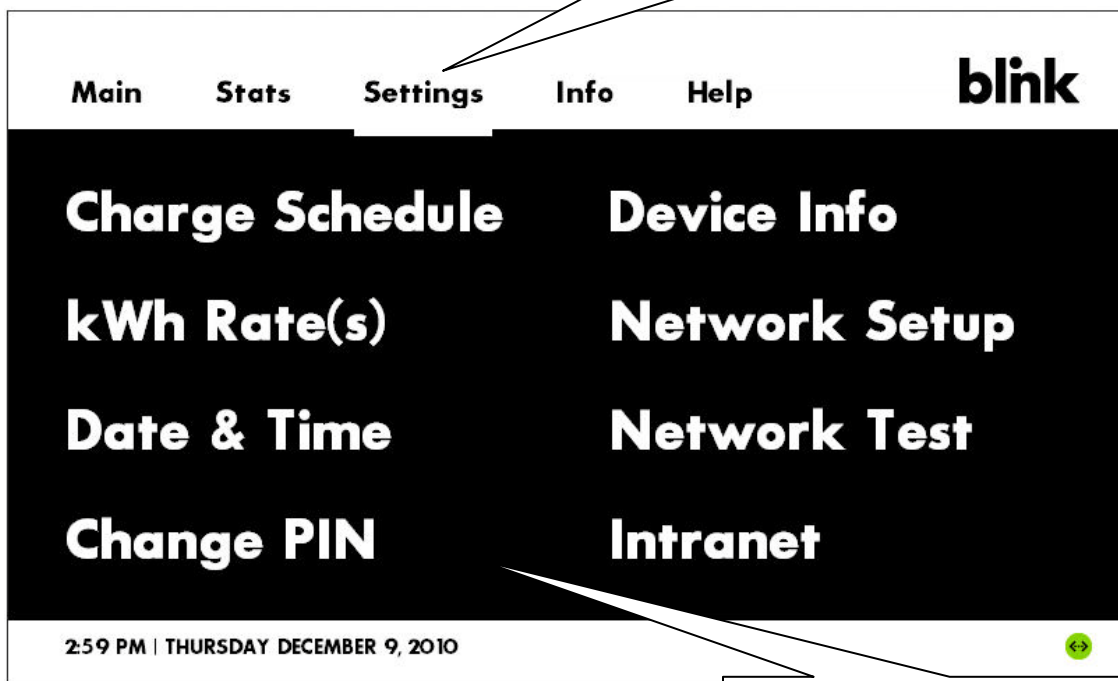 Main Stats Settings Info Help blink
Charge Schedule Device Info
kWh Rate(s) Network Setup
Date & Time Network Test
Change PIN Intranet
2:59 PM | THURSDAY DECEMBER 9, 2010